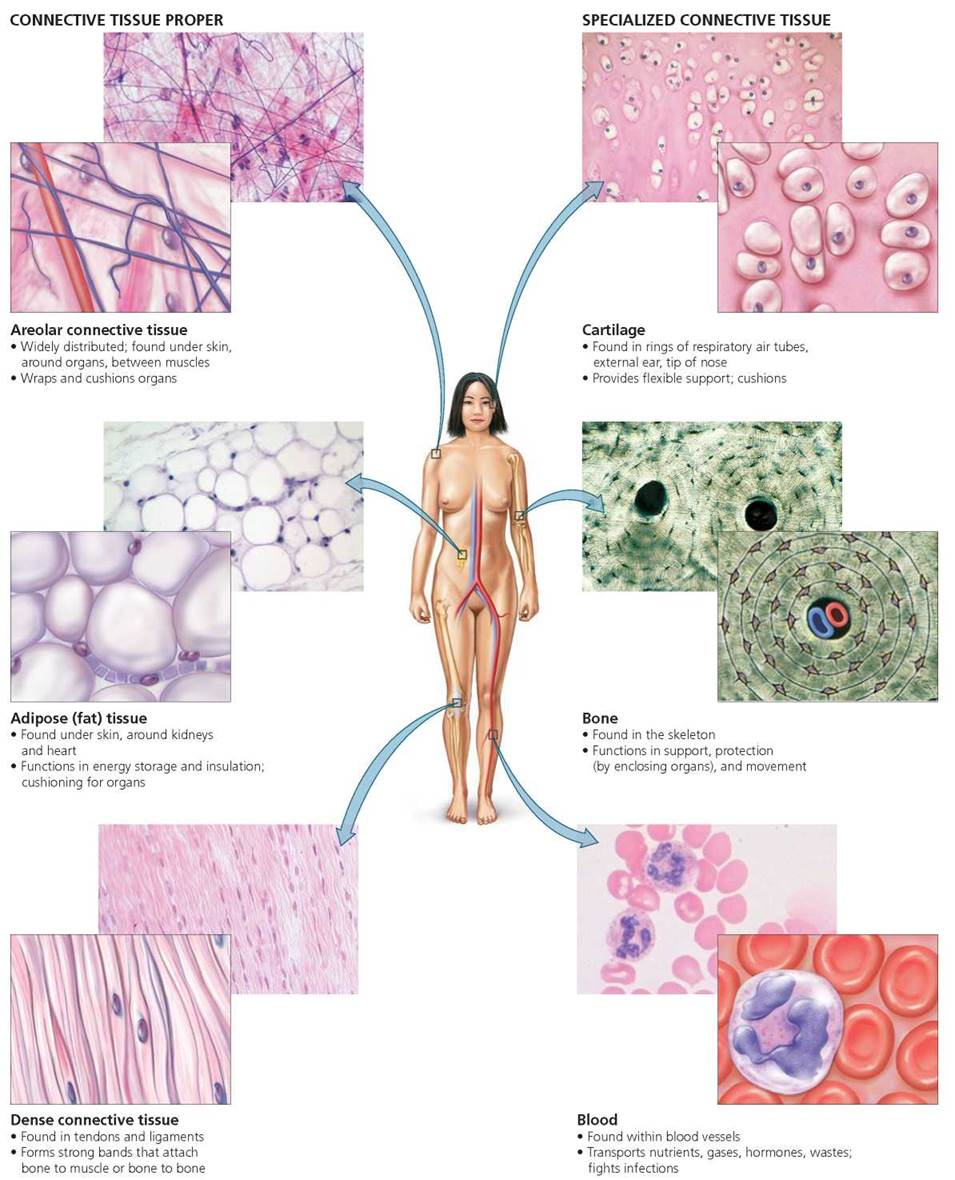 CONNECTIVE TISSUE PROPER
SPECIALIZED CONNECTIVE TISSUE
Areolar connective tissue
• Widely distributed; found under skin,
around organs, between muscles
• Wraps and cushions organs
Cartilage
• Found in rings of respiratory air tubes,
external ear, tip of nose
• Provides flexible support; cushions
Adipose (fat) tissue
• Found under skin, around kidneys
and heart
• Functions in energy storage and insulation;
cushioning for organs
Bone
• Found in the skeleton
• Functions in support, protection
(by enclosing organs), and movement
Dense connective tissue
• Found in tendons and ligaments
• Forms strong bands that attach
bone to muscle or bone to bone
Blood
• Found within blood vessels
• Transports nutrients, gases, hormones, wastes;
fights infections